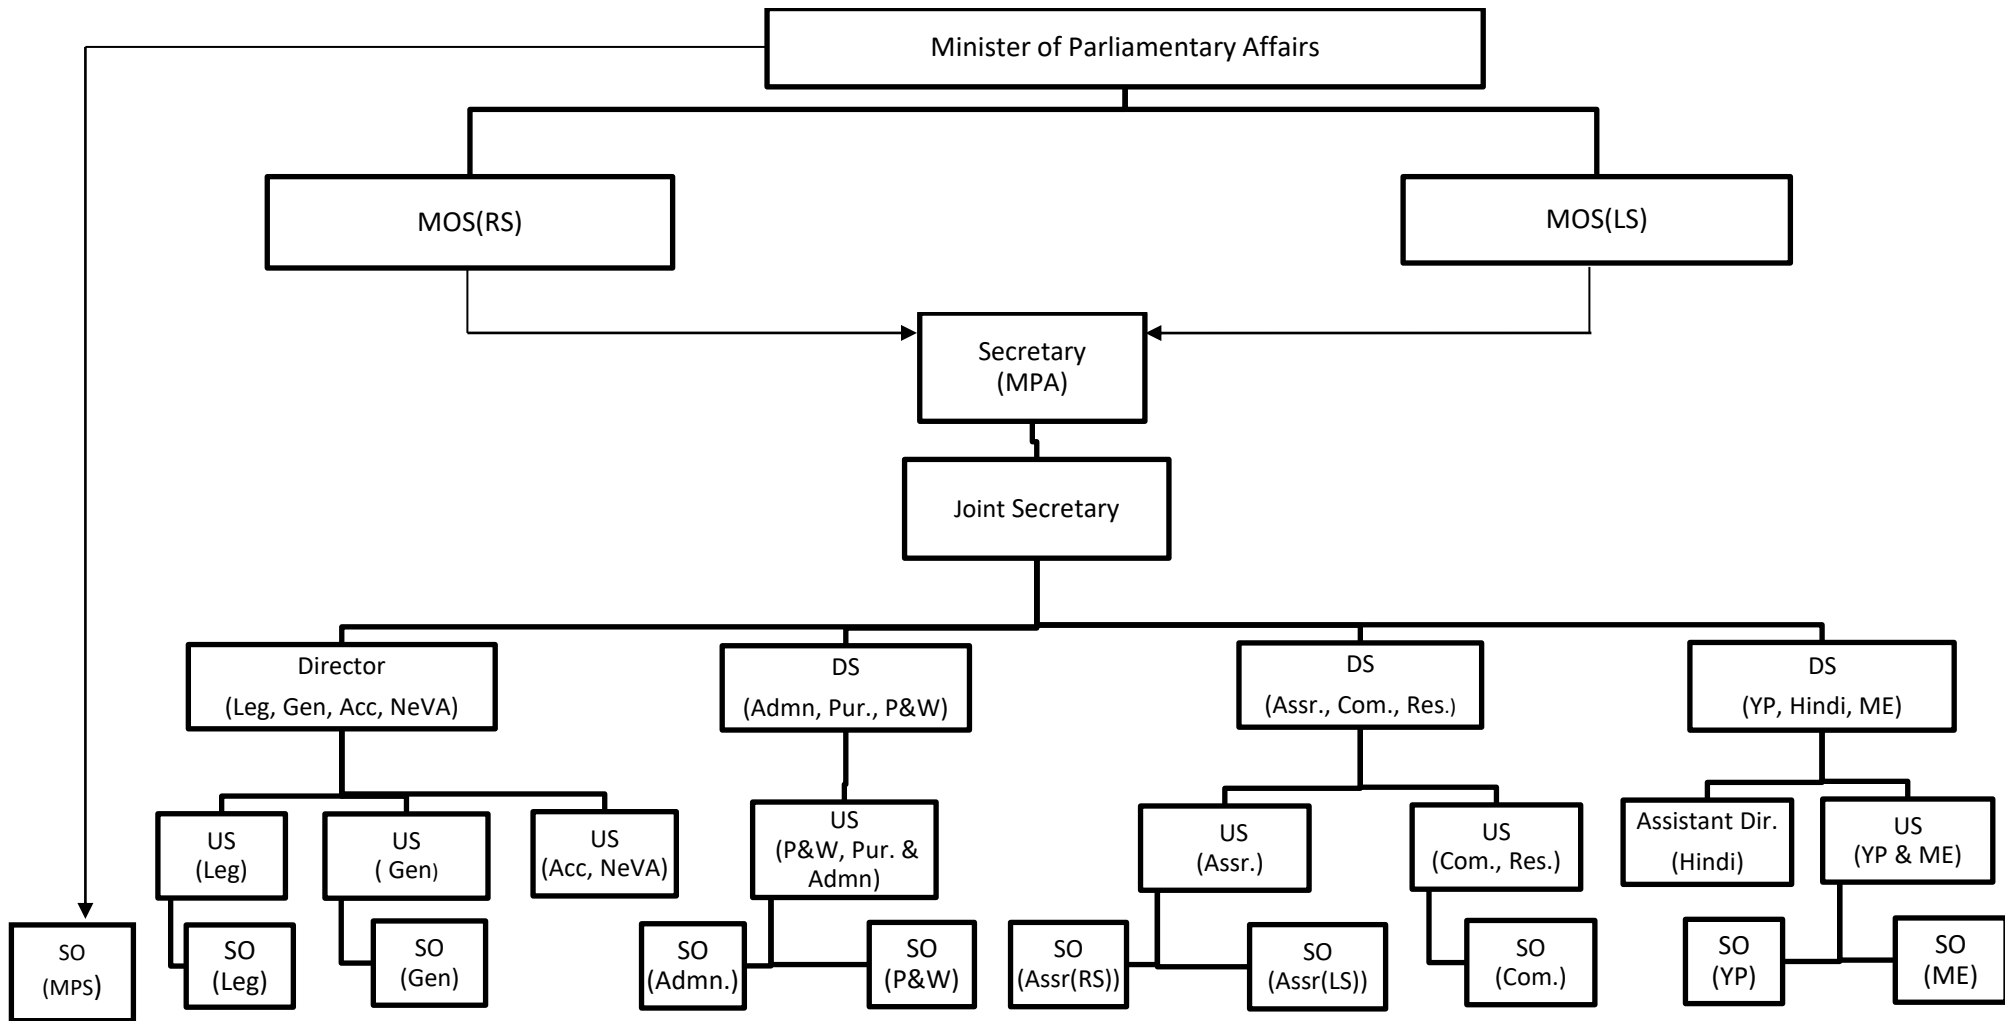 Minister of Parliamentary Affairs
MOS(RS)
MOS(LS)
Secretary
(MPA)
Joint Secretary
Director
(Leg, Gen, Acc, NeVA)
DS
(Admn, Pur., P&W)
DS
(Assr., Com., Res.)
DS
(YP, Hindi, ME)
US
(Leg)
US
( Gen)
US
(Acc, NeVA)
US
(P&W, Pur. &
Admn)
US
(Assr.)
US
(Com., Res.)
Assistant Dir.
(Hindi)
US
(YP & ME)
SO
(MPS)
SO
(Leg)
SO
(Gen)
SO
(Admn.)
SO
(P&W)
SO
(Assr(RS))
SO
(Assr(LS))
SO
(Com.)
SO
(YP)
SO
(ME)